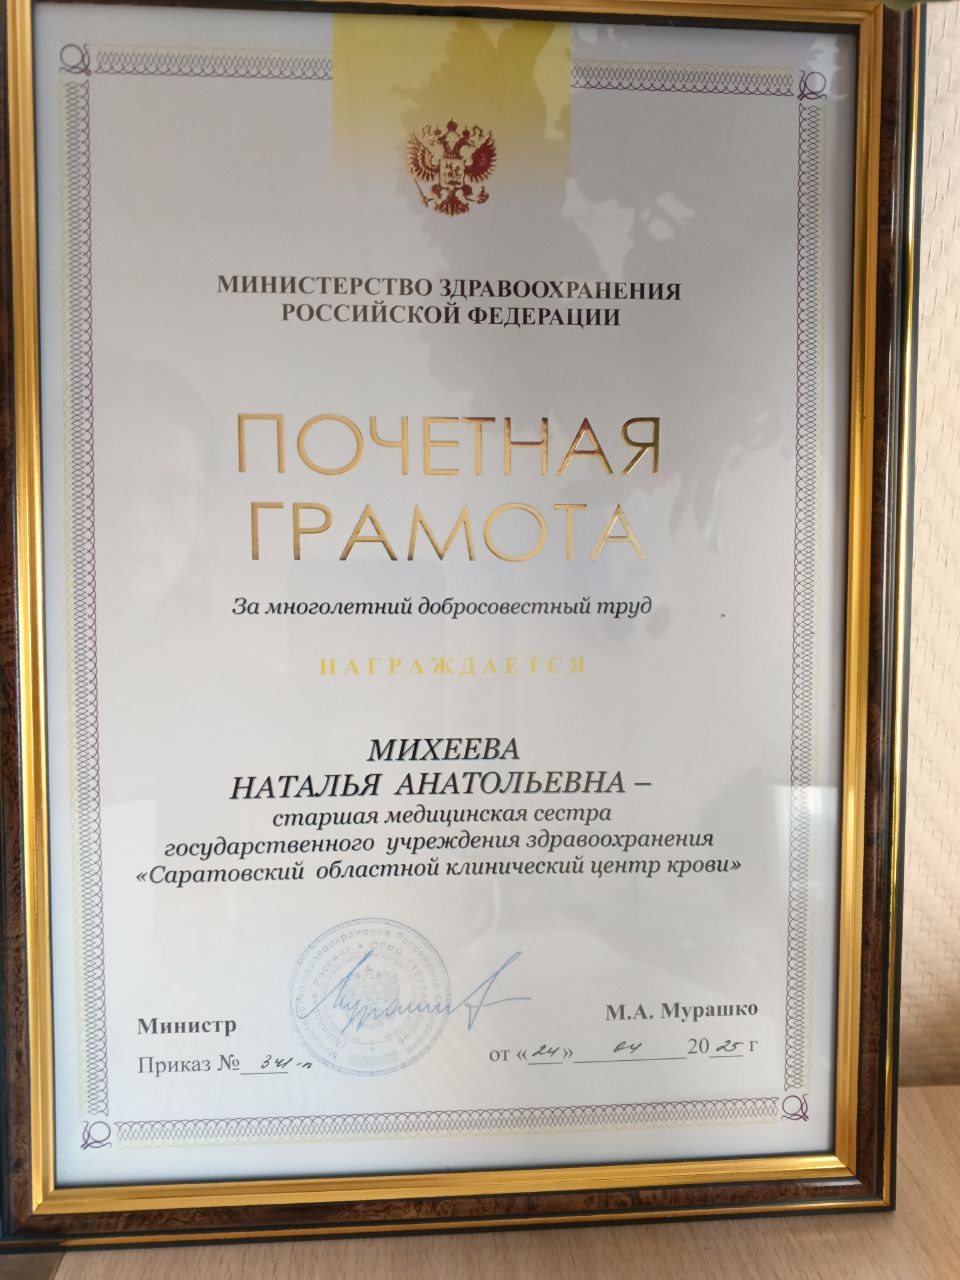 МИНИСТЕРСТВО ЗДРАВООХРАНЕНИЯ
РОССИЙСКОЙ ФЕДЕРАЦИИ
ПОЧЕТНАЯ
ГРАМОТА
За многолетний добросовестный труд
НАГРАЖДАЕТСЯ
МИХЕЕВА
НАТАЛЬЯ АНАТОЛЬЕВНА –
старшая медицинская сестра
государственного учреждения здравоохранения
«Саратовский областной клинический центр крови»
Министр
М.А. Мурашко
Приказ № 341-п
от «24» 04 2025 г